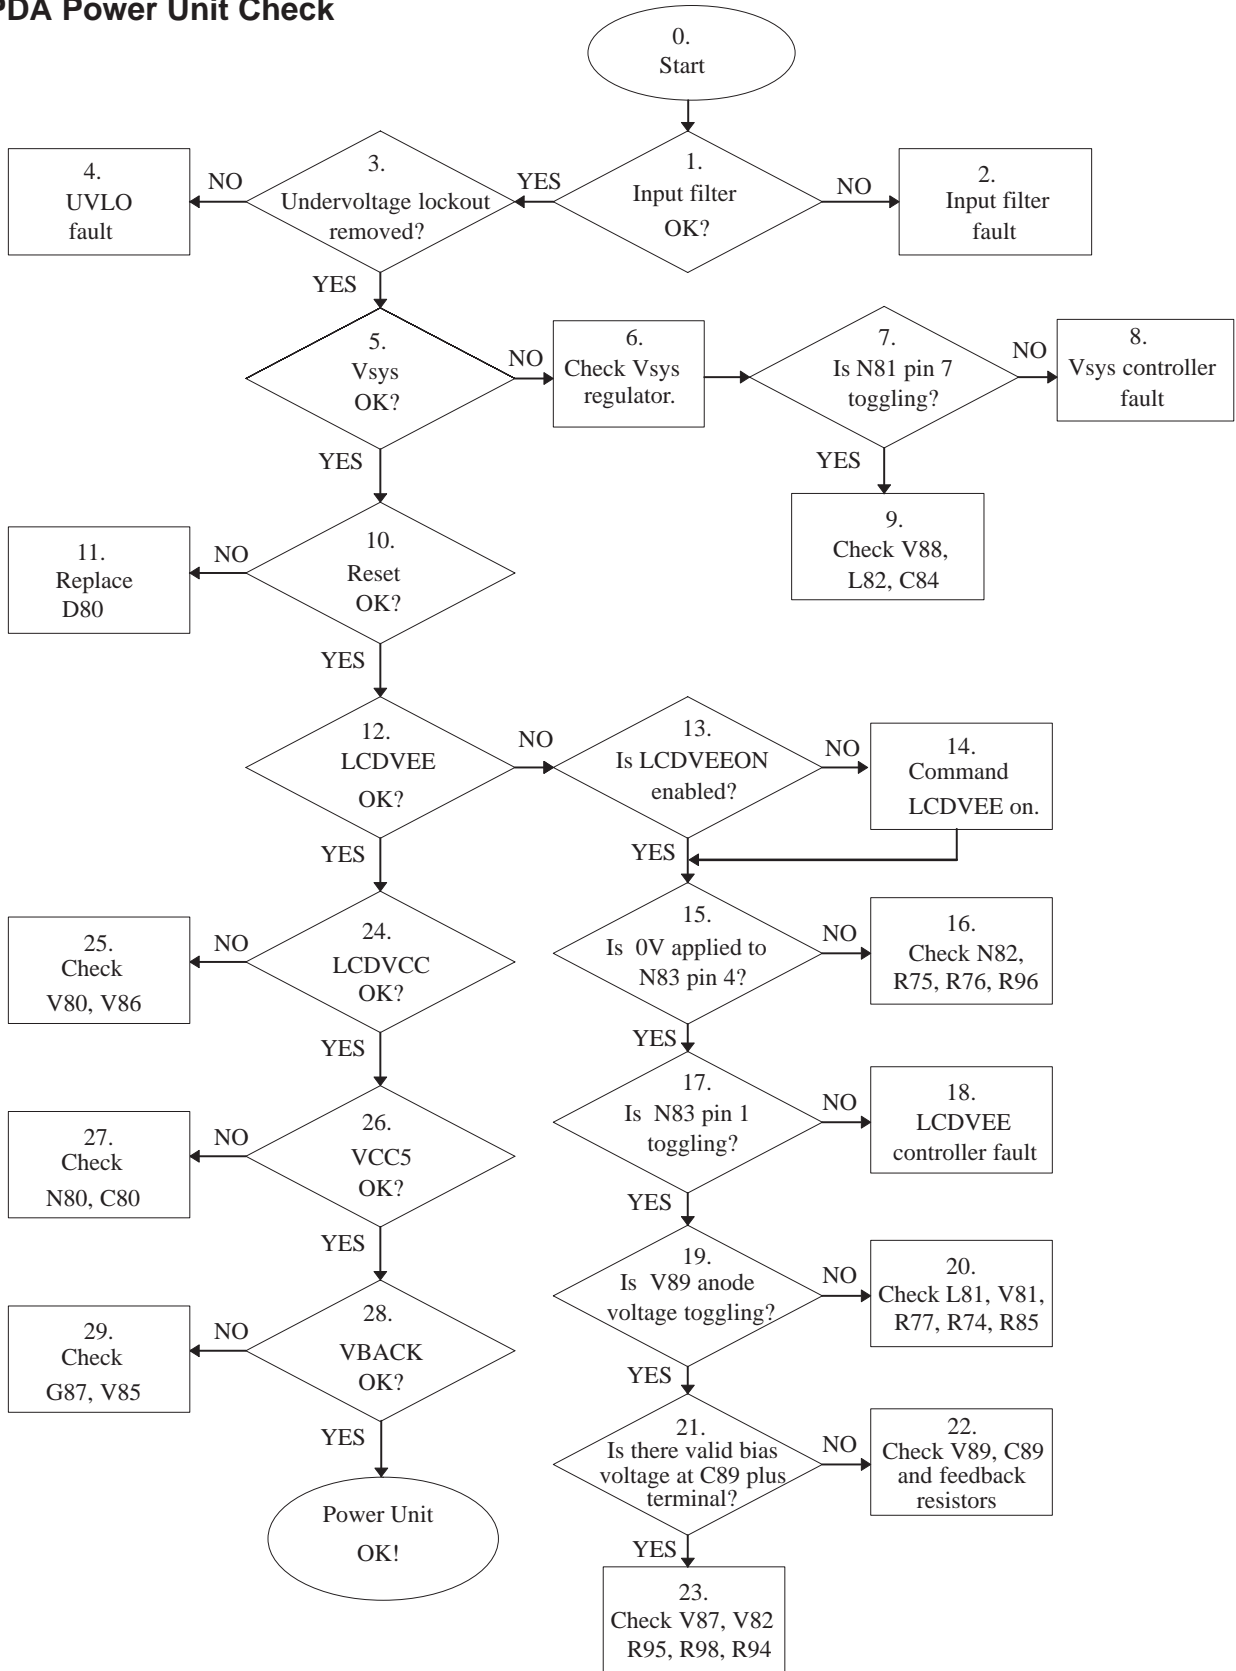 PDA Power Unit Check
0.
Start
1.
Input filter
OK?
NO
2.
Input filter
fault
YES
3.
Undervoltage lockout
removed?
NO
4.
UVLO
fault
YES
5.
Vsys
OK?
NO
6.
Check Vsys
regulator.
7.
Is N81 pin 7
toggling?
NO
8.
Vsys controller
fault
YES
9.
Check V88,
L82, C84
YES
10.
Reset
OK?
NO
11.
Replace
D80
YES
12.
LCDVEE
OK?
NO
13.
Is LCDVEEON
enabled?
NO
14.
Command
LCDVEE on.
YES
15.
Is 0V applied to
N83 pin 4?
NO
16.
Check N82,
R75, R76, R96
YES
17.
Is N83 pin 1
toggling?
NO
18.
LCDVEE
controller fault
YES
19.
Is V89 anode
voltage toggling?
NO
20.
Check L81, V81,
R77, R74, R85
YES
21.
Is there valid bias
voltage at C89 plus
terminal?
NO
22.
Check V89, C89
and feedback
resistors
YES
23.
Check V87, V82
R95, R98, R94
YES
24.
LCDVCC
OK?
NO
25.
Check
V80, V86
YES
26.
VCC5
OK?
NO
27.
Check
N80, C80
YES
28.
VBACK
OK?
NO
29.
Check
G87, V85
YES
Power Unit
OK!